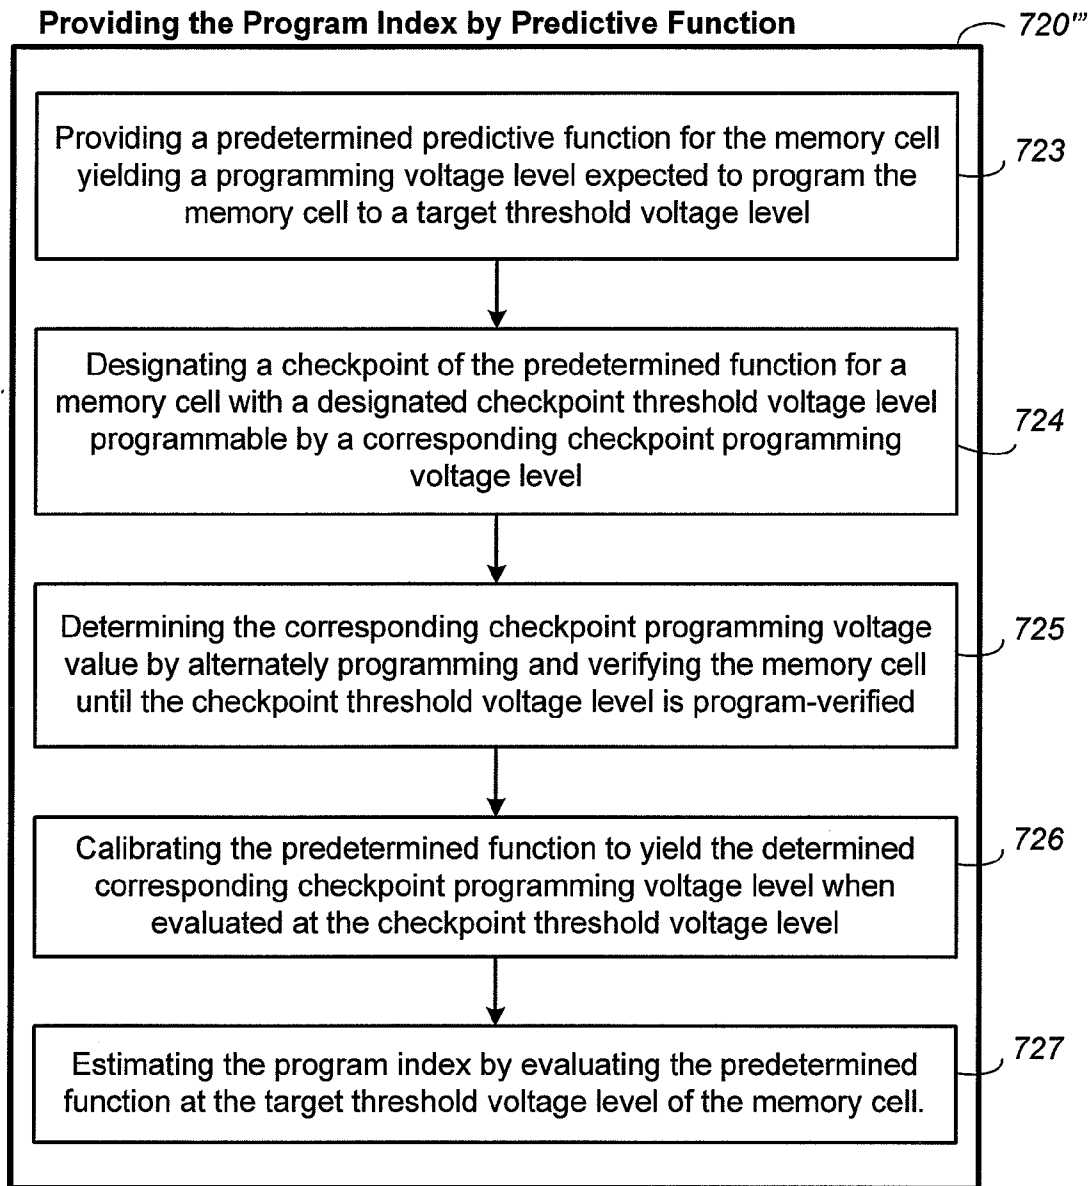 Providing the Program Index by Predictive Function
720'''
Providing a predetermined predictive function for the memory cell
yielding a programming voltage level expected to program the
memory cell to a target threshold voltage level
723
Designating a checkpoint of the predetermined function for a
memory cell with a designated checkpoint threshold voltage level
programmable by a corresponding checkpoint programming
voltage level
724
Determining the corresponding checkpoint programming voltage
value by alternately programming and verifying the memory cell
until the checkpoint threshold voltage level is program-verified
725
Calibrating the predetermined function to yield the determined
corresponding checkpoint programming voltage level when
evaluated at the checkpoint threshold voltage level
726
Estimating the program index by evaluating the predetermined
function at the target threshold voltage level of the memory cell.
727